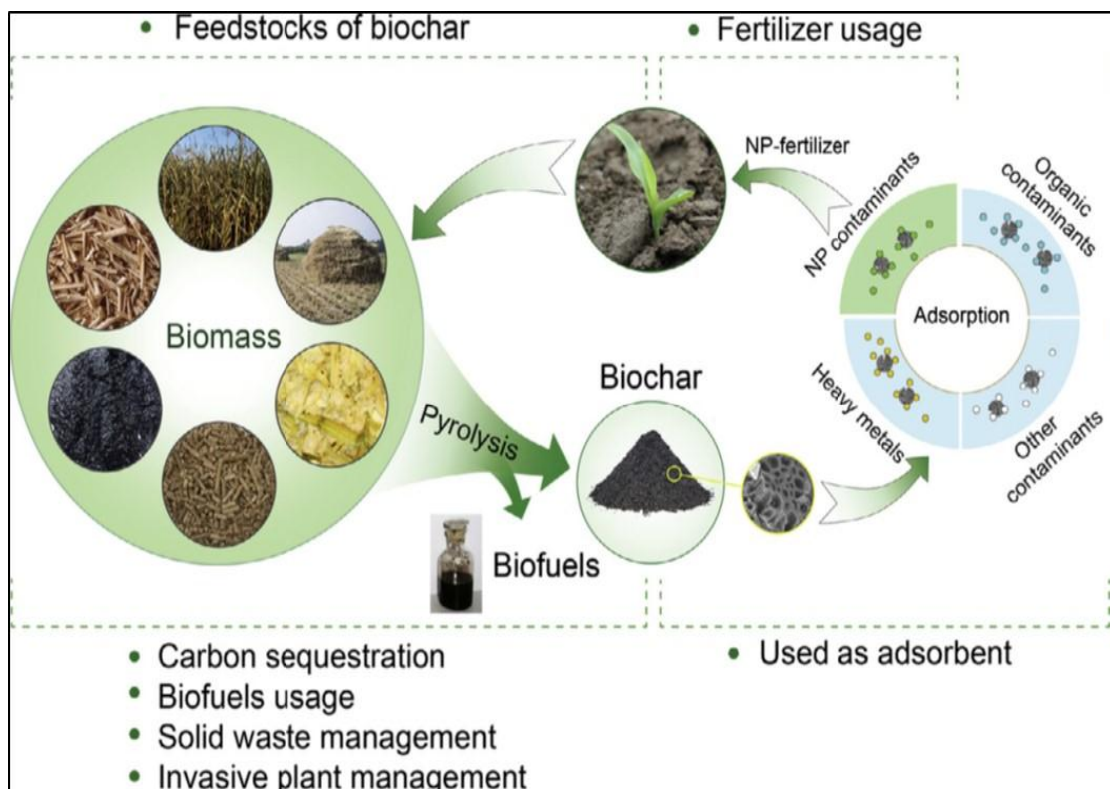 • Feedstocks of biochar
• Fertilizer usage
NP-fertilizer
NP contaminants
Organic
contaminants
Biomass
Adsorption
Biochar
Pyrolysis
Heavy metals
Other
contaminants
Biofuels
• Carbon sequestration
• Used as adsorbent
• Biofuels usage
• Solid waste management
• Invasive plant management